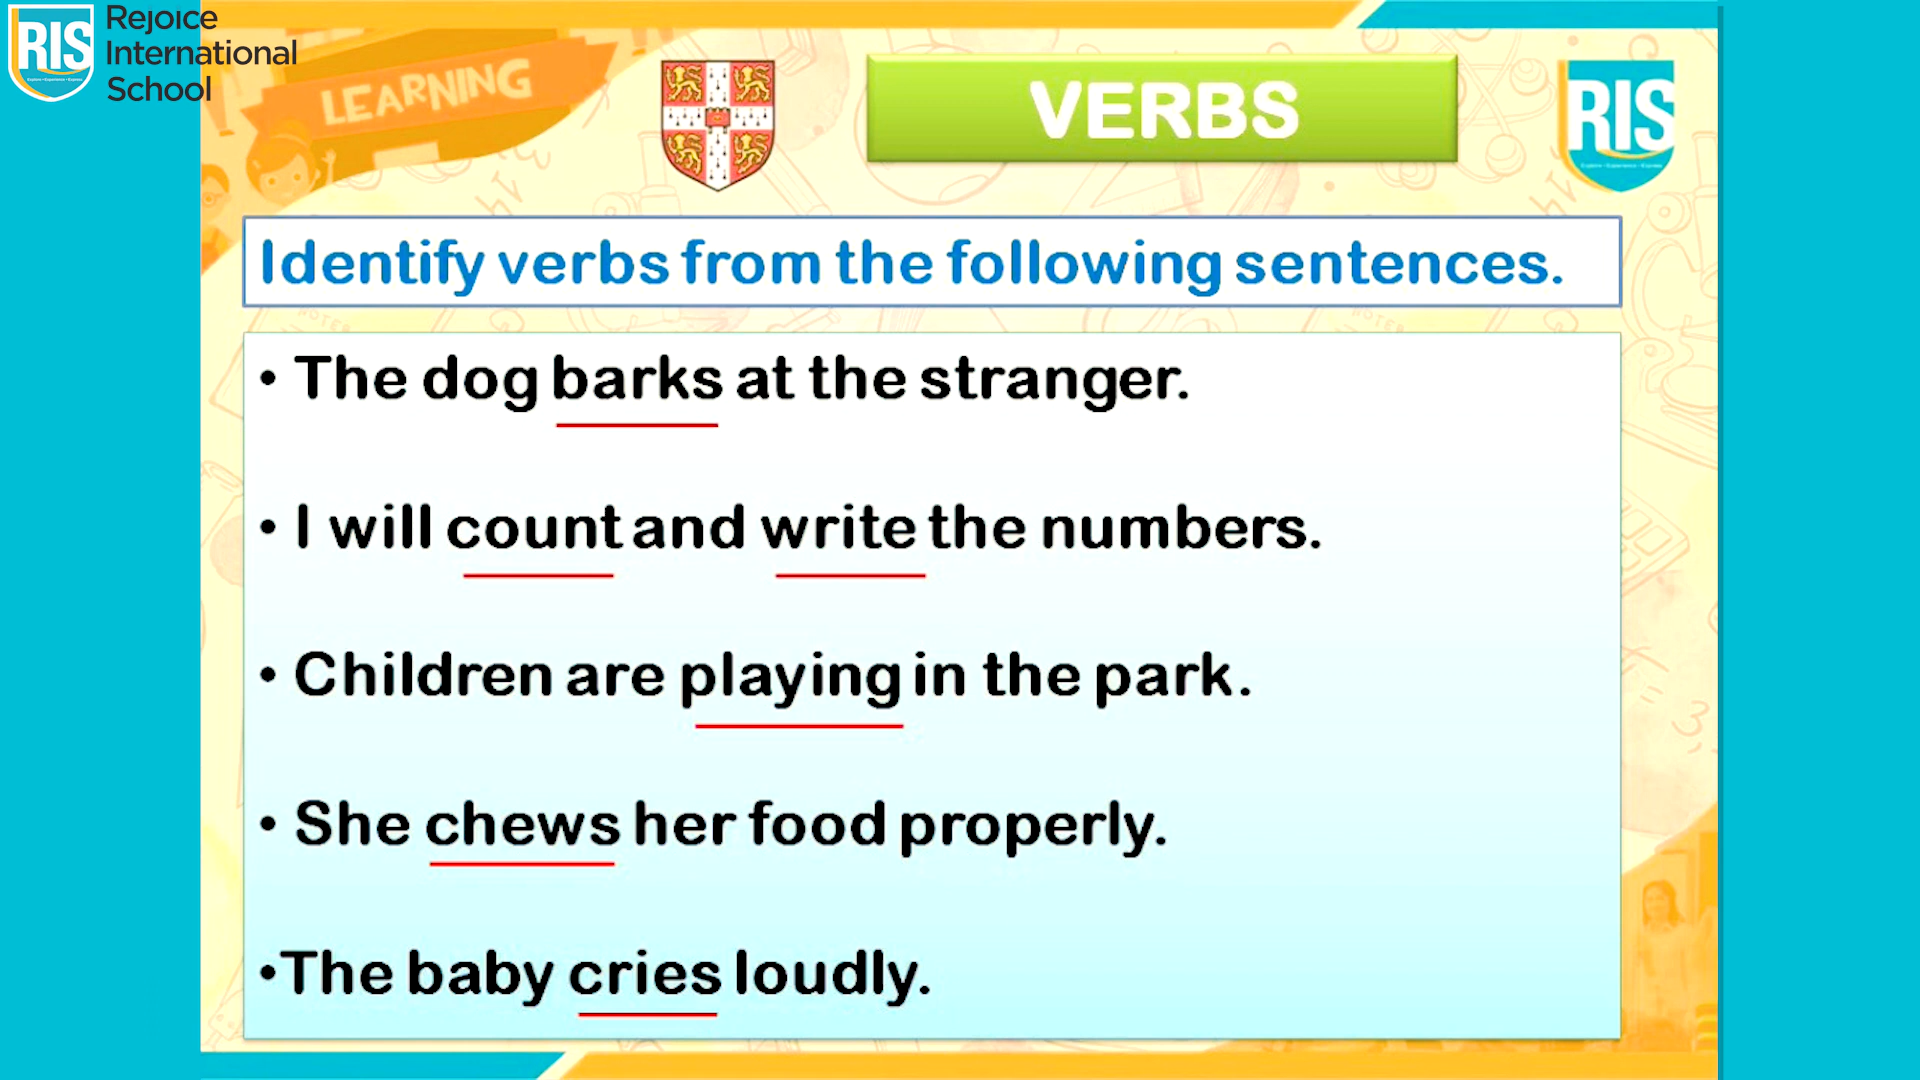 RIS
Rejoice
International
School
LEARNING
VERBS
RIS
Identify verbs from the following sentences.
• The dog barks at the stranger.
• I will count and write the numbers.
• Children are playing in the park.
• She chews her food properly.
•The baby cries loudly.